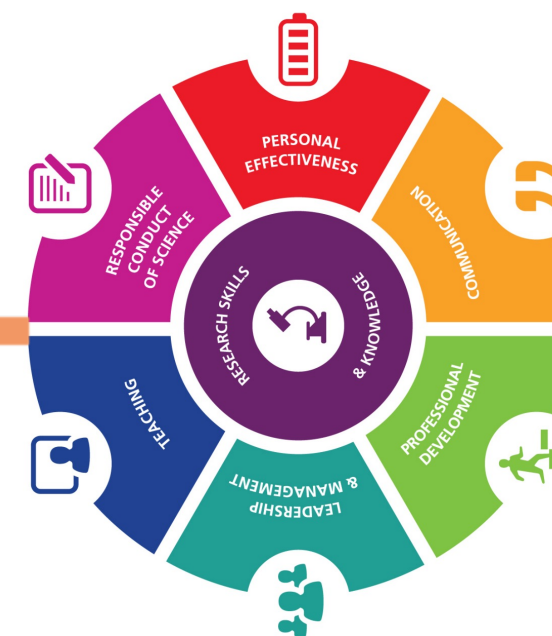 PERSONAL
EFFECTIVENESS
COMMUNICATION
PROFESSIONAL
DEVELOPMENT
LEADERSHIP
& MANAGEMENT
TEACHING
RESPONSIBLE
CONDUCT
OF SCIENCE
RESEARCH SKILLS
& KNOWLEDGE